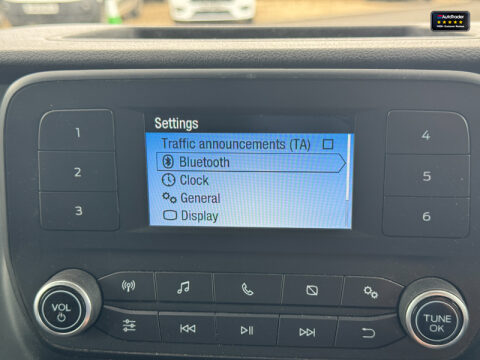 AutoTrader
Settings
Traffic announcements (TA)
Bluetooth
Clock
General
Display
1
2
3
4
5
6
VOL
TUNE
OK